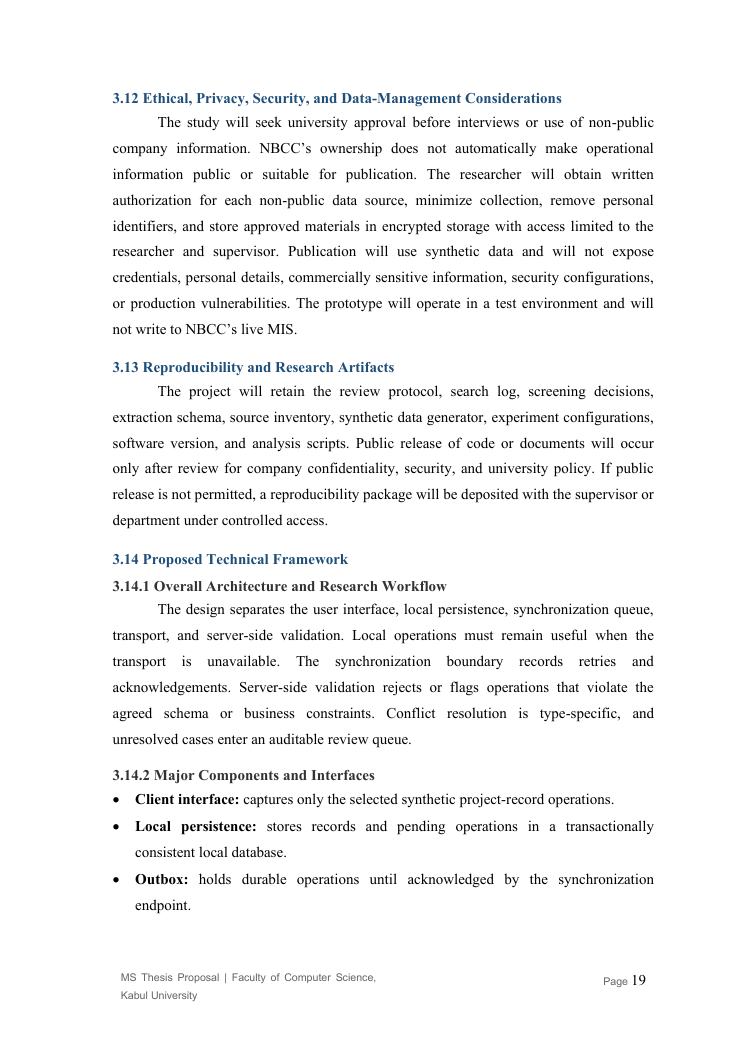 3.12 Ethical, Privacy, Security, and Data-Management Considerations
The study will seek university approval before interviews or use of non-public
company information. NBCC’s ownership does not automatically make operational
information public or suitable for publication. The researcher will obtain written
authorization for each non-public data source, minimize collection, remove personal
identifiers, and store approved materials in encrypted storage with access limited to the
researcher and supervisor. Publication will use synthetic data and will not expose
credentials, personal details, commercially sensitive information, security configurations,
or production vulnerabilities. The prototype will operate in a test environment and will
not write to NBCC’s live MIS.
3.13 Reproducibility and Research Artifacts
The project will retain the review protocol, search log, screening decisions,
extraction schema, source inventory, synthetic data generator, experiment configurations,
software version, and analysis scripts. Public release of code or documents will occur
only after review for company confidentiality, security, and university policy. If public
release is not permitted, a reproducibility package will be deposited with the supervisor or
department under controlled access.
3.14 Proposed Technical Framework
3.14.1 Overall Architecture and Research Workflow
The design separates the user interface, local persistence, synchronization queue,
transport, and server-side validation. Local operations must remain useful when the
transport is unavailable. The synchronization boundary records retries and
acknowledgements. Server-side validation rejects or flags operations that violate the
agreed schema or business constraints. Conflict resolution is type-specific, and
unresolved cases enter an auditable review queue.
3.14.2 Major Components and Interfaces
• Client interface: captures only the selected synthetic project-record operations.
• Local persistence: stores records and pending operations in a transactionally
consistent local database.
• Outbox: holds durable operations until acknowledged by the synchronization
endpoint.
MS Thesis Proposal | Faculty of Computer Science,
Kabul University
Page 19